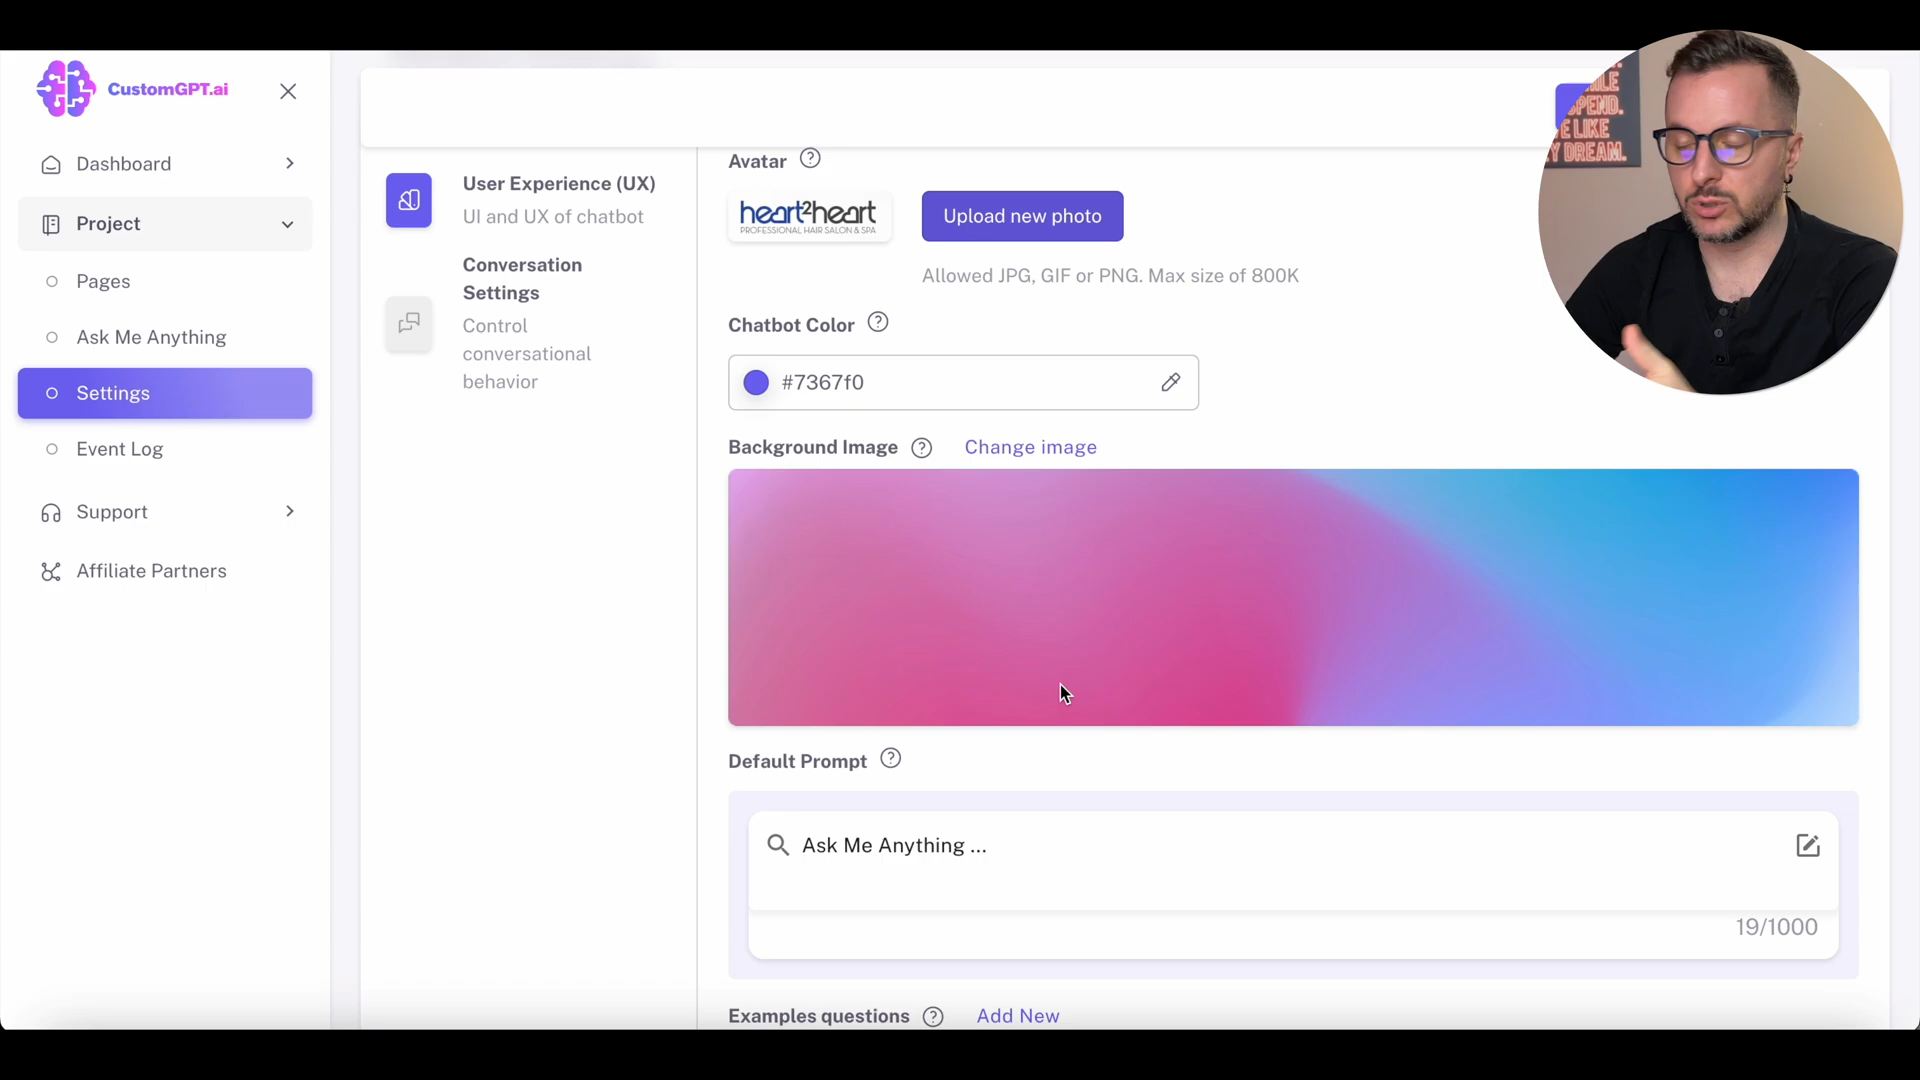 CustomGPT.ai
Dashboard
Project
Pages
Ask Me Anything
Settings
Event Log
Support
Affiliate Partners
User Experience (UX)
UI and UX of chatbot
Conversation
Settings
Control
conversational
behavior
Avatar
heart2heart
PROFESSIONAL HAIR SALON & SPA
Upload new photo
Allowed JPG, GIF or PNG. Max size of 800K
Chatbot Color
#7367f0
Background Image
Change image
Default Prompt
Ask Me Anything ...
19/1000
Examples questions
Add New
SPEND.
LIKE
DREAM.